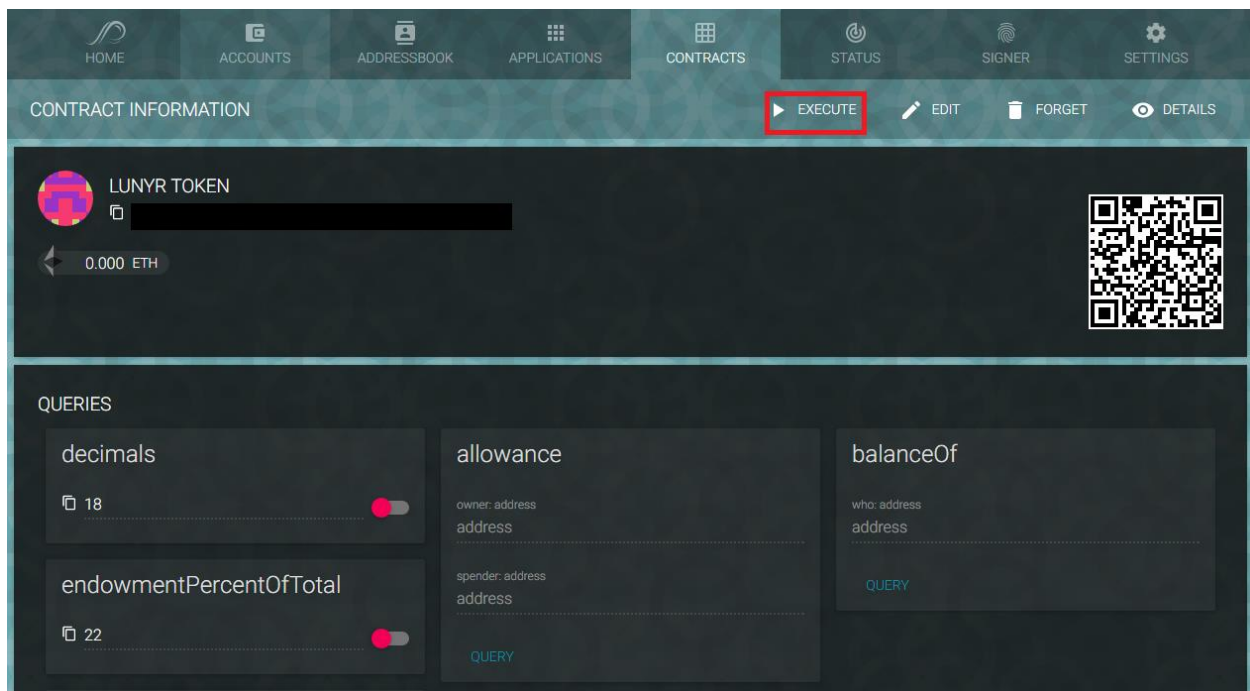 HOME
ACCOUNTS
ADDRESSBOOK
APPLICATIONS
CONTRACTS
STATUS
SIGNER
SETTINGS
CONTRACT INFORMATION
EXECUTE
EDIT
FORGET
DETAILS
LUNYR TOKEN
0.000 ETH
QUERIES
decimals
18
endowmentPercentOfTotal
22
allowance
owner: address
address
spender: address
address
QUERY
balanceOf
who: address
address
QUERY